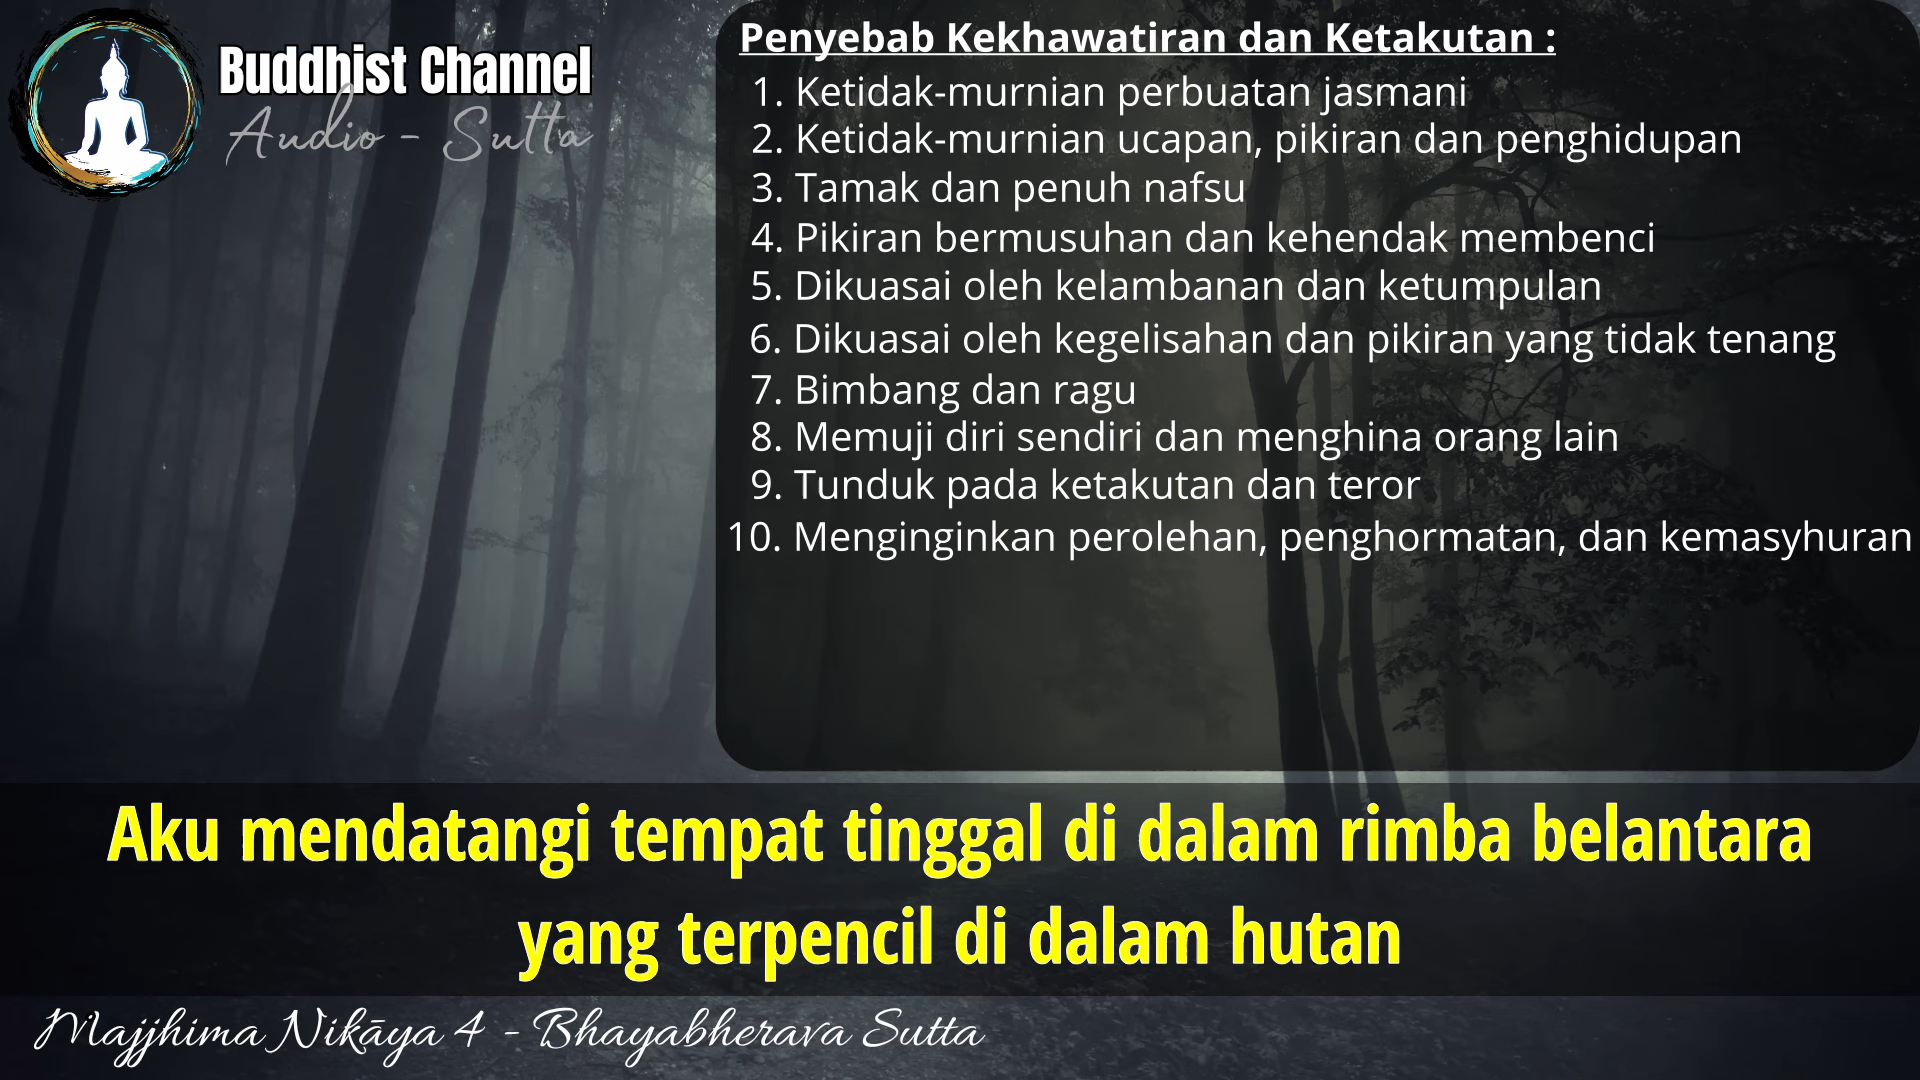 Buddhist Channel
Audio - Sutta
Penyebab Kekhawatiran dan Ketakutan :
1. Ketidak-murnian perbuatan jasmani
2. Ketidak-murnian ucapan, pikiran dan penghidupan
3. Tamak dan penuh nafsu
4. Pikiran bermusuhan dan kehendak membenci
5. Dikuasai oleh kelambanan dan ketumpulan
6. Dikuasai oleh kegelisahan dan pikiran yang tidak tenang
7. Bimbang dan ragu
8. Memuji diri sendiri dan menghina orang lain
9. Tunduk pada ketakutan dan teror
10. Menginginkan perolehan, penghormatan, dan kemasyhuran
Aku mendatangi tempat tinggal di dalam rimba belantara
yang terpencil di dalam hutan
Majjhima Nikāya 4 - Bhayabherava Sutta